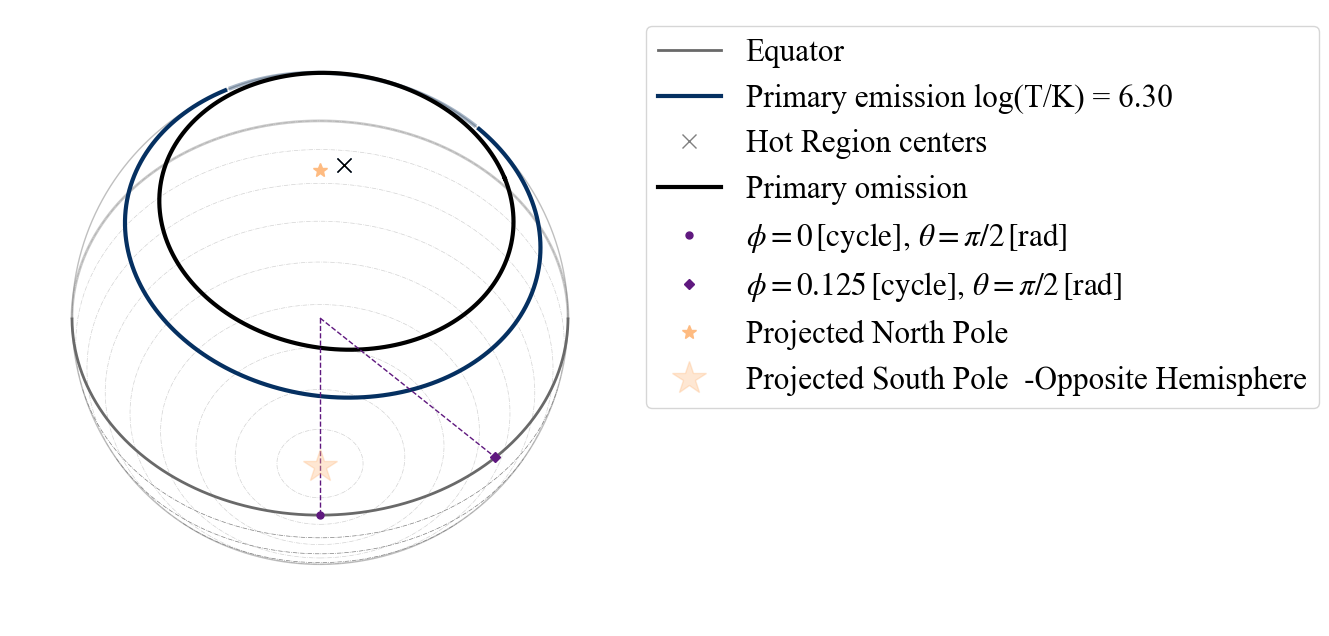 Equator
Primary emission log(T/K) = 6.30
Hot Region centers
Primary omission
ϕ = 0 [cycle], θ = π/2 [rad]
ϕ = 0.125 [cycle], θ = π/2 [rad]
Projected North Pole
Projected South Pole  -Opposite Hemisphere